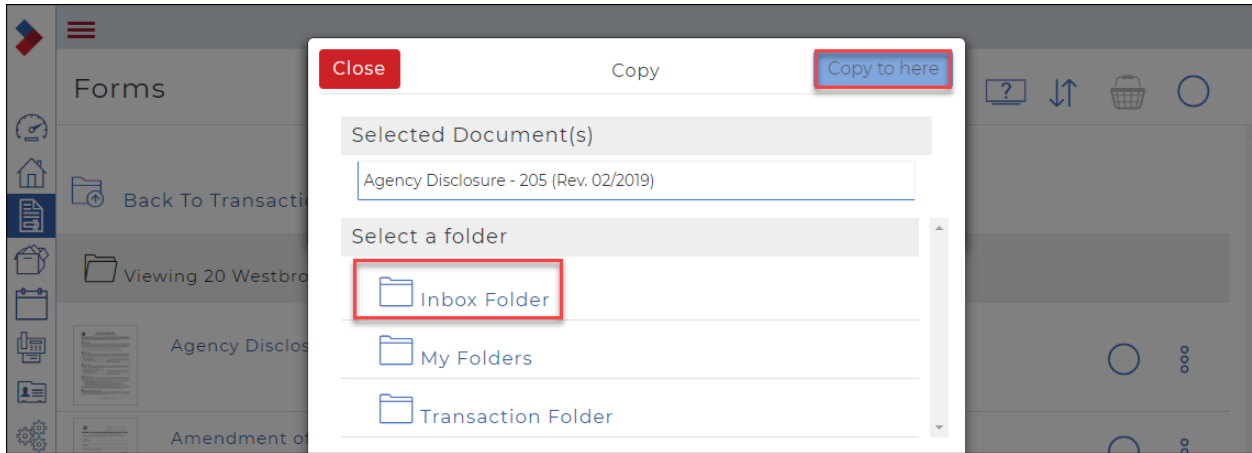 Close
Copy
Copy to here
Forms
?
Selected Document(s)
Agency Disclosure - 205 (Rev. 02/2019)
Back To Transacti
Select a folder
Viewing 20 Westbro
Inbox Folder
Agency Disclos
My Folders
Transaction Folder
Amendment of